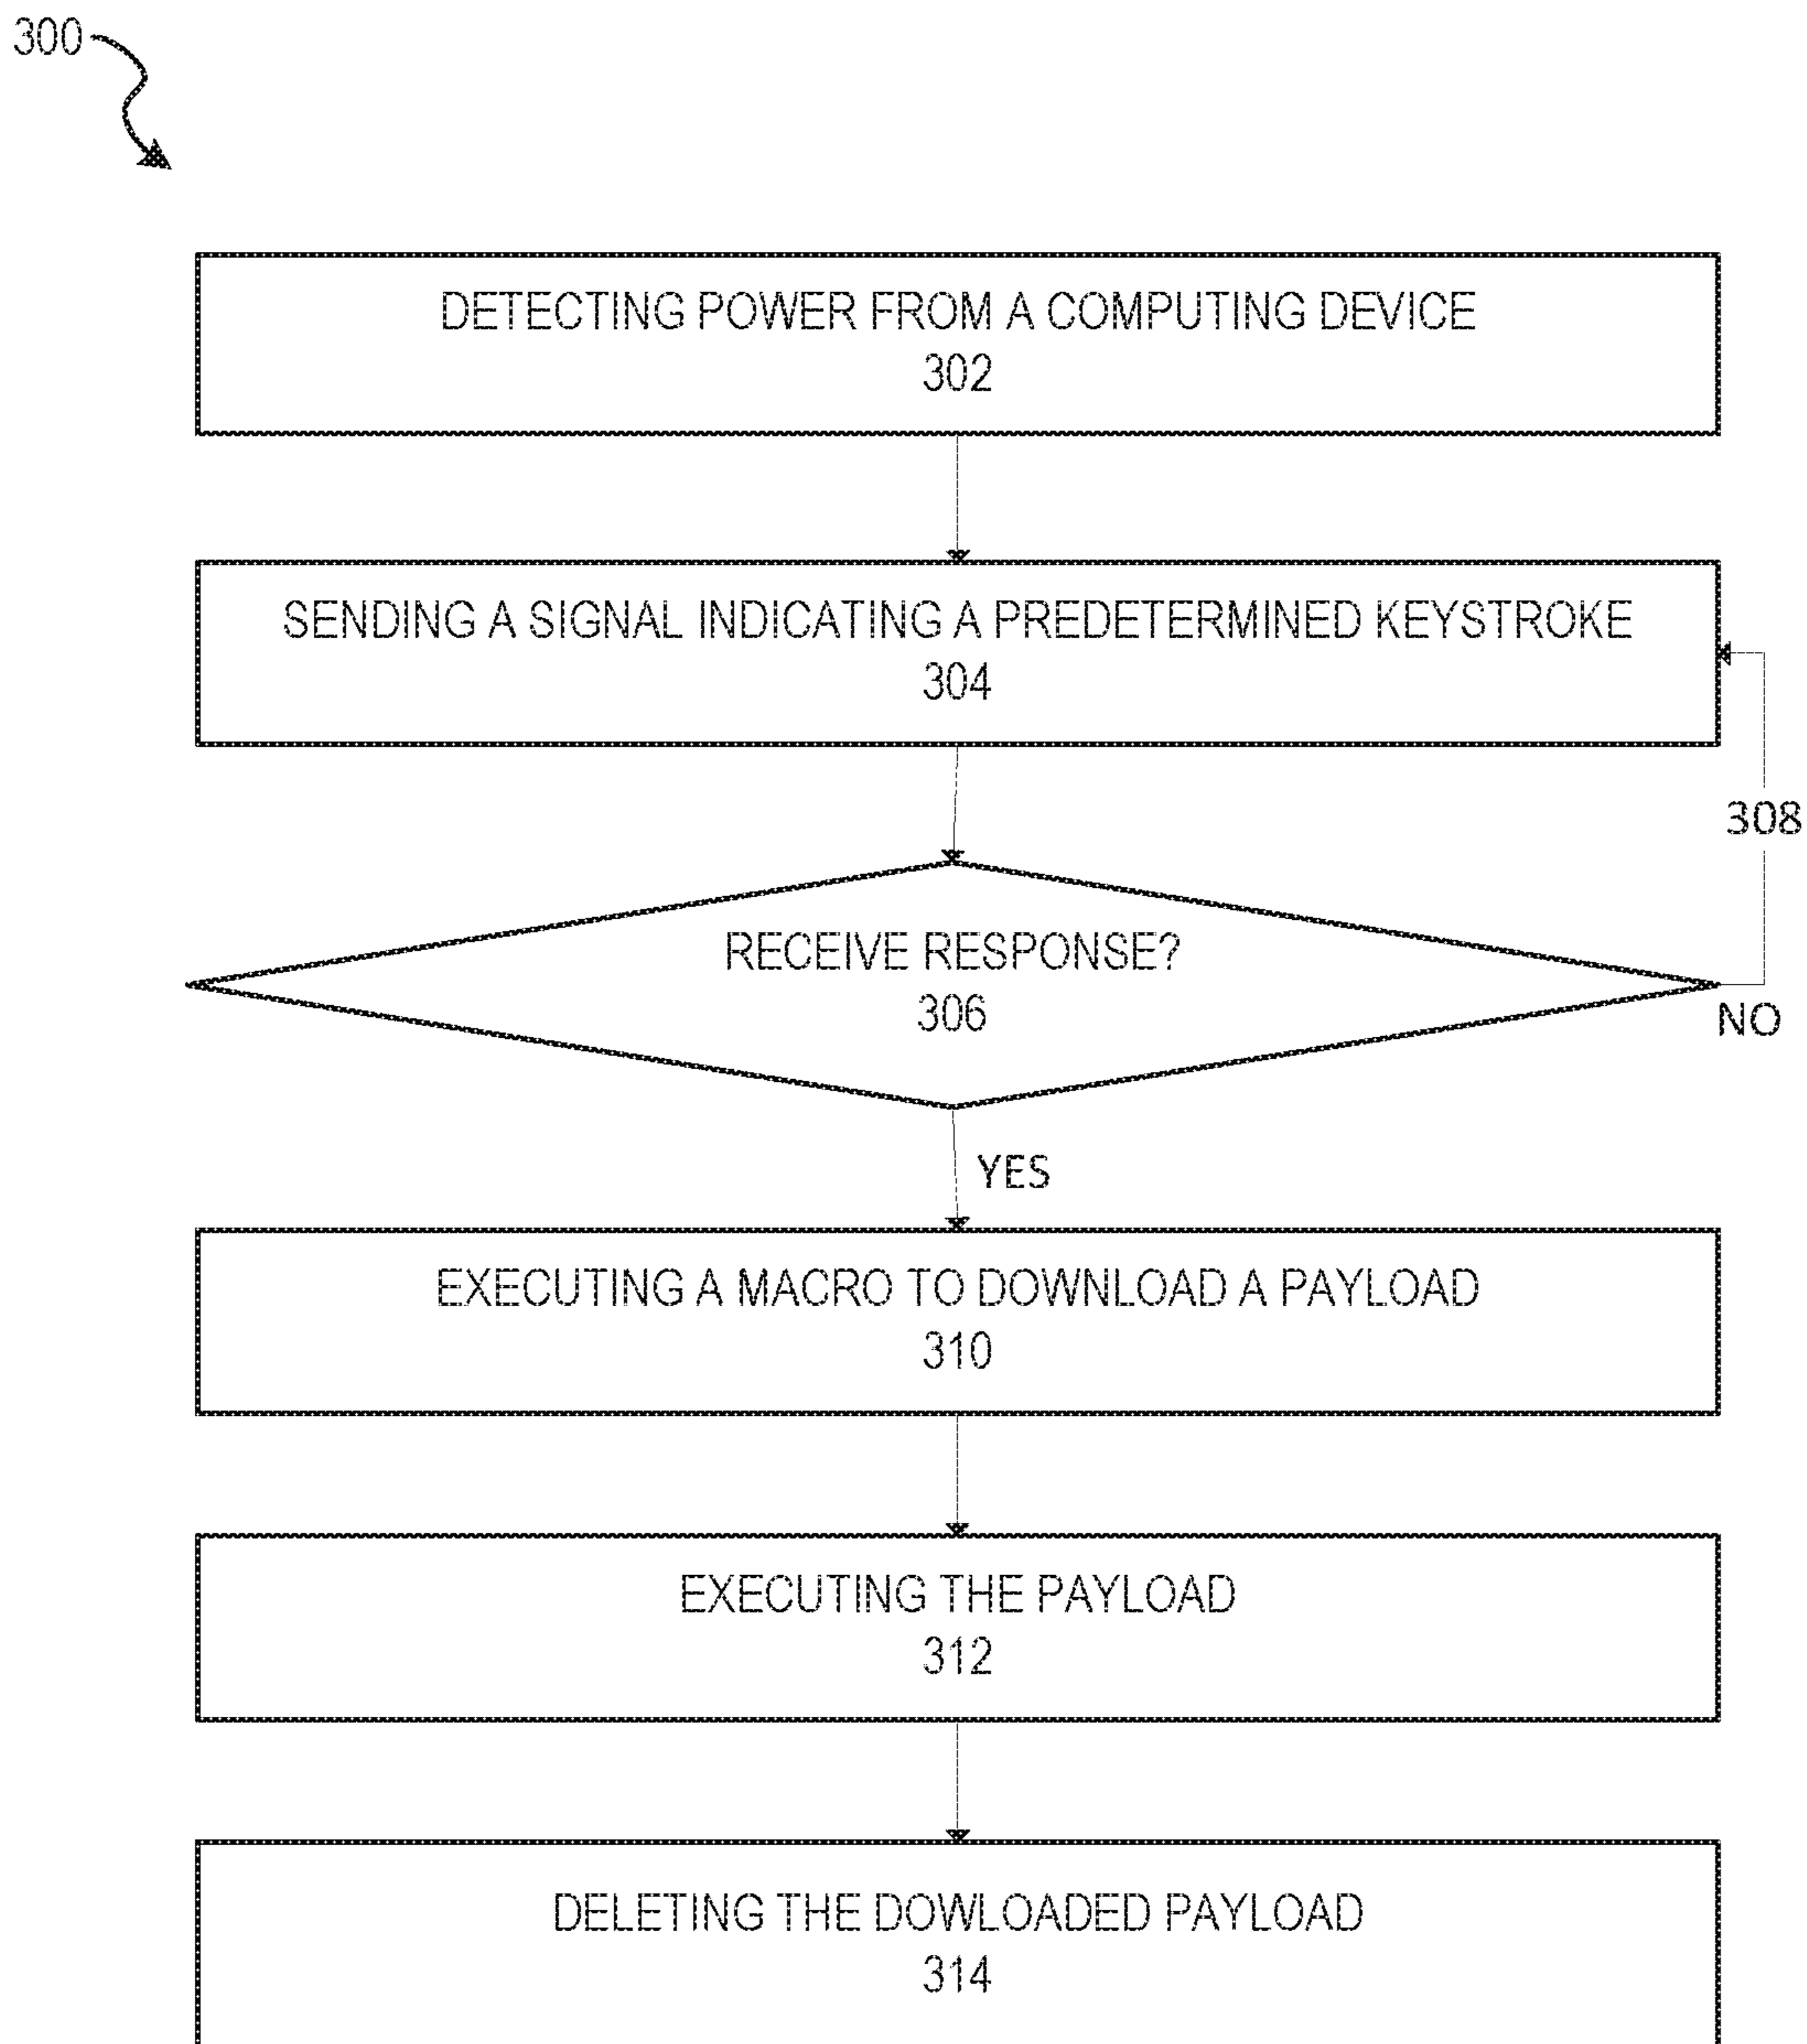 300
DETECTING POWER FROM A COMPUTING DEVICE
302
SENDING A SIGNAL INDICATING A PREDETERMINED KEYSTROKE
304
308
RECEIVE RESPONSE?
306
NO
YES
EXECUTING A MACRO TO DOWNLOAD A PAYLOAD
310
EXECUTING THE PAYLOAD
312
DELETING THE DOWLOADED PAYLOAD
314